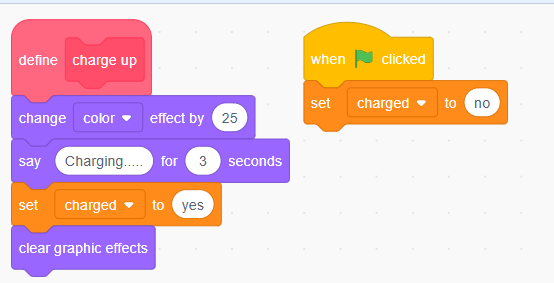 define charge up
change color effect by 25
say Charging..... for 3 seconds
set charged to yes
clear graphic effects
when clicked
set charged to no